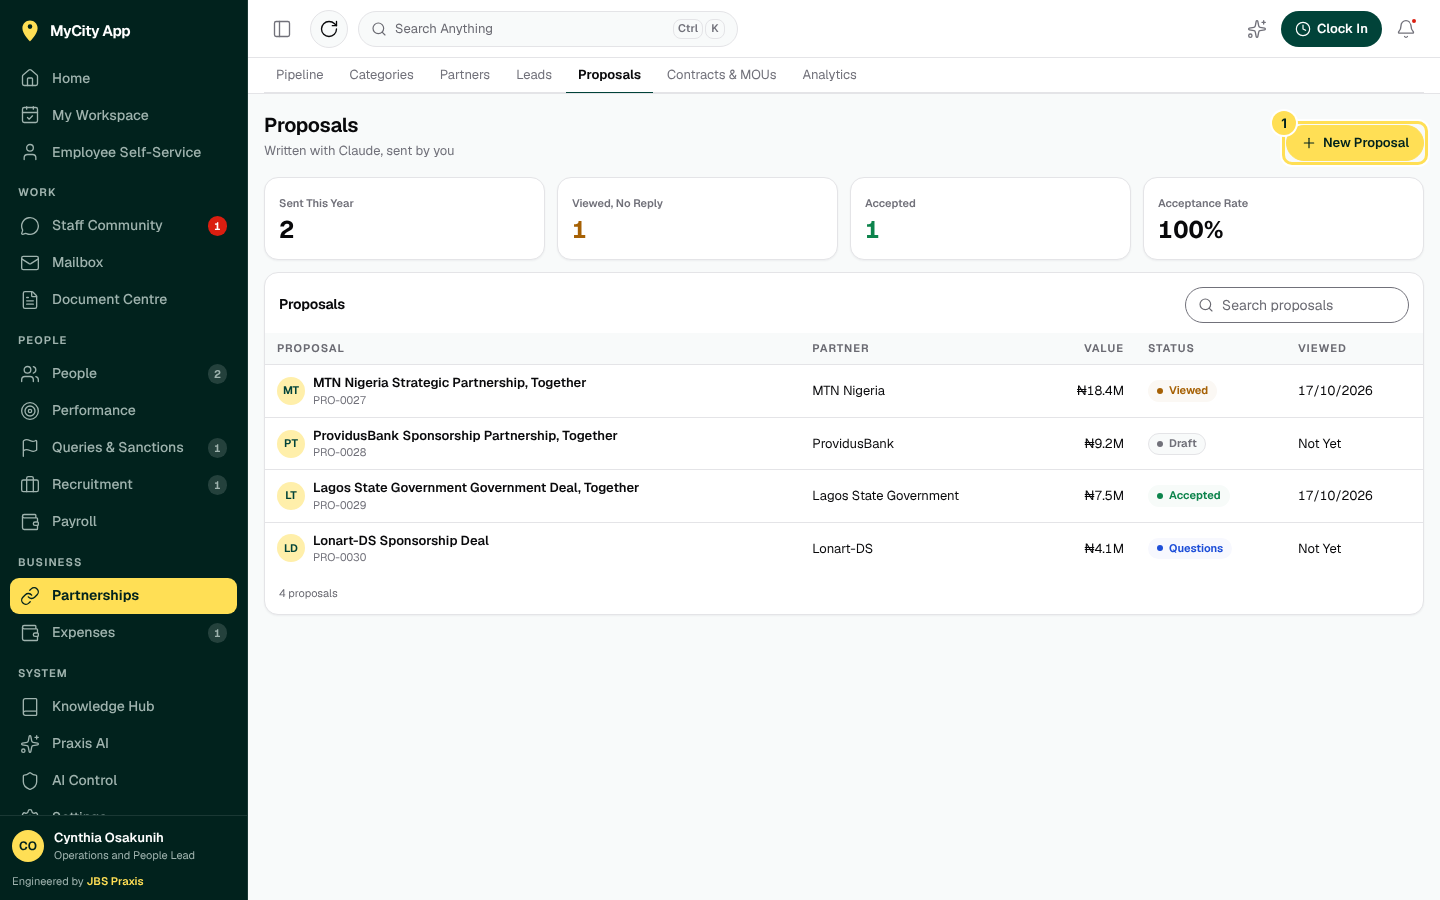 MyCity App
Home
My Workspace
Employee Self-Service
WORK
Staff Community 1
Mailbox
Document Centre
PEOPLE
People 2
Performance
Queries & Sanctions 1
Recruitment 1
Payroll
BUSINESS
Partnerships
Expenses 1
SYSTEM
Knowledge Hub
Praxis AI
AI Control
CO Cynthia Osakunih
Operations and People Lead
Engineered by JBS Praxis
Search Anything Ctrl K
Clock In
Pipeline Categories Partners Leads Proposals Contracts & MOUs Analytics
Proposals
Written with Claude, sent by you
1
+ New Proposal
Sent This Year
2
Viewed, No Reply
1
Accepted
1
Acceptance Rate
100%
Proposals
Search proposals
PROPOSAL PARTNER VALUE STATUS VIEWED
MT MTN Nigeria Strategic Partnership, Together
PRO-0027
MTN Nigeria ₦18.4M Viewed 17/10/2026
PT ProvidusBank Sponsorship Partnership, Together
PRO-0028
ProvidusBank ₦9.2M Draft Not Yet
LT Lagos State Government Government Deal, Together
PRO-0029
Lagos State Government ₦7.5M Accepted 17/10/2026
LD Lonart-DS Sponsorship Deal
PRO-0030
Lonart-DS ₦4.1M Questions Not Yet
4 proposals